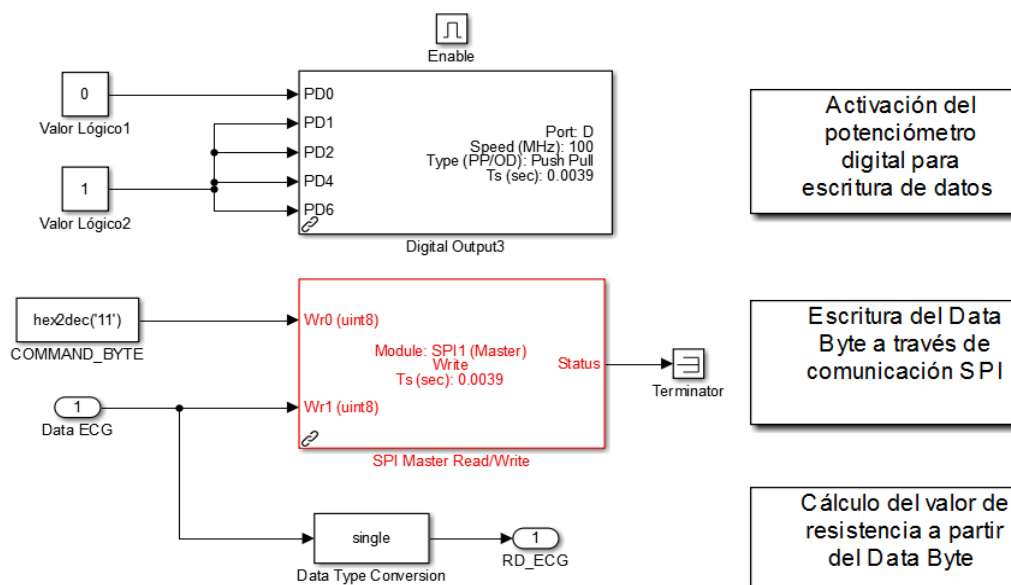 Enable
0
Valor Lógico1
1
Valor Lógico2
PD0
PD1
PD2
PD4
PD6
Port: D
Speed (MHz): 100
Type (PP/OD): Push Pull
Ts (sec): 0.0039
Digital Output3
Activación del
potenciómetro
digital para
escritura de datos
hex2dec('11')
COMMAND_BYTE
1
Data ECG
Wr0 (uint8)
Wr1 (uint8)
Module: SPI1 (Master)
Write
Ts (sec): 0.0039
Status
SPI Master Read/Write
Terminator
Escritura del Data
Byte a través de
comunicación SPI
single
Data Type Conversion
1
RD_ECG
Cálculo del valor de
resistencia a partir
del Data Byte